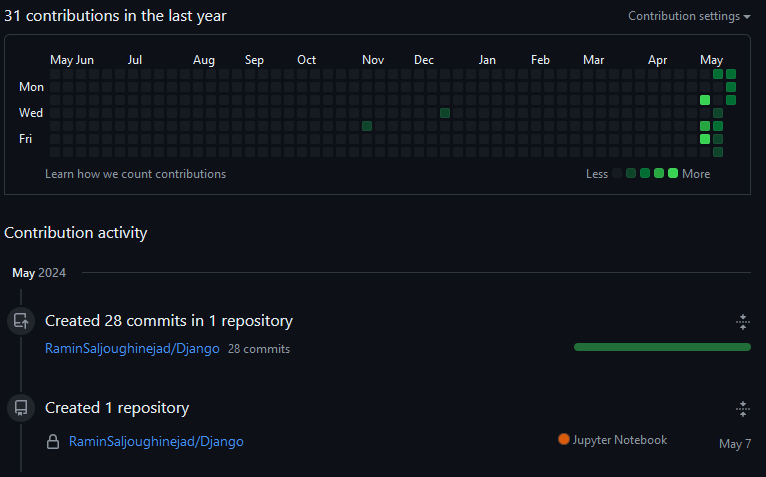 31 contributions in the last year
Contribution settings
May Jun Jul Aug Sep Oct Nov Dec Jan Feb Mar Apr May
Mon
Wed
Fri
Learn how we count contributions
Less More
Contribution activity
May 2024
Created 28 commits in 1 repository
RaminSaljoughinejad/Django 28 commits
Created 1 repository
RaminSaljoughinejad/Django Jupyter Notebook May 7